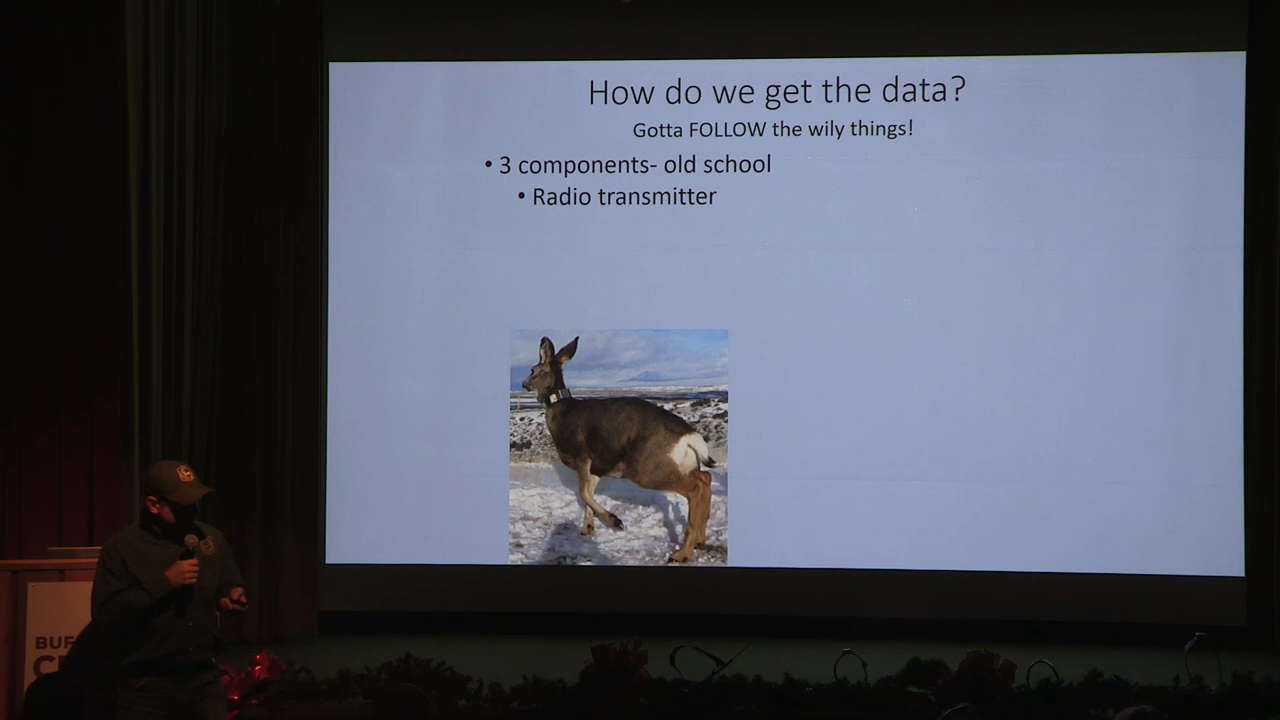 How do we get the data?
Gotta FOLLOW the wily things!
• 3 components- old school
• Radio transmitter